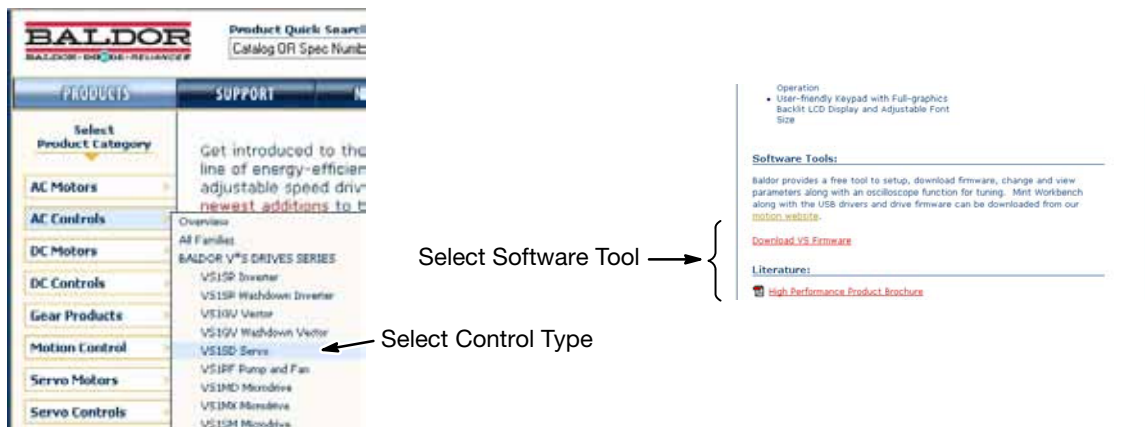 BALDOR
BALDOR · DODGE · RELIANCE
Product Quick Search
Catalog OR Spec Numb
PRODUCTS
SUPPORT
Select
Product Category
AC Motors
AC Controls
DC Motors
DC Controls
Gear Products
Motion Control
Servo Motors
Servo Controls
Get introduced to the
line of energy-efficien
adjustable speed driv
newest additions to b
Overview
All Families
BALDOR V*S DRIVES SERIES
VS1SP Inverter
VS1SP Washdown Inverter
VS1GV Vector
VS1GV Washdown Vector
VS1SD Servo
VS1PF Pump and Fan
VS1MD Microdrive
VS1MX Microdrive
VS1SM Microdrive
Select Control Type
Select Software Tool
Operation
• User-friendly Keypad with Full-graphics
Backlit LCD Display and Adjustable Font
Size
Software Tools:
Baldor provides a free tool to setup, download firmware, change and view
parameters along with an oscilloscope function for tuning. Mint Workbench
along with the USB drivers and drive firmware can be downloaded from our
motion website.
Download VS Firmware
Literature:
High Performance Product Brochure